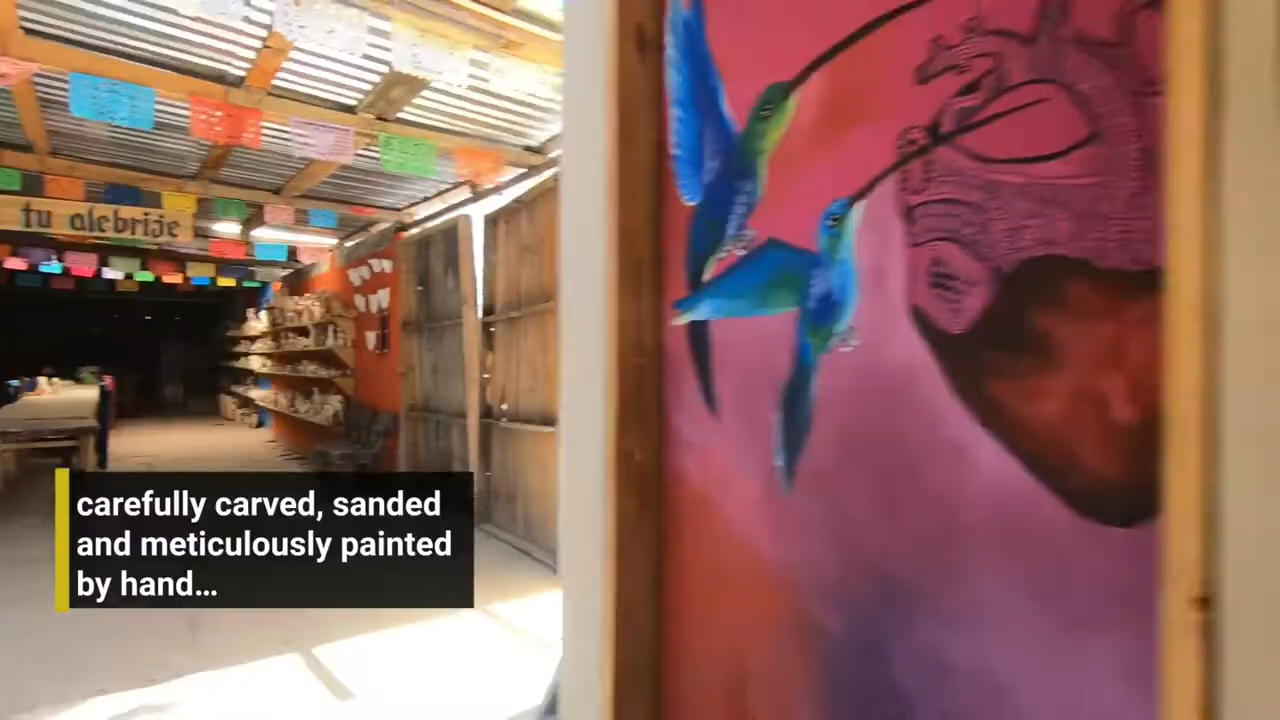 tu alebrije
carefully carved, sanded
and meticulously painted
by hand...